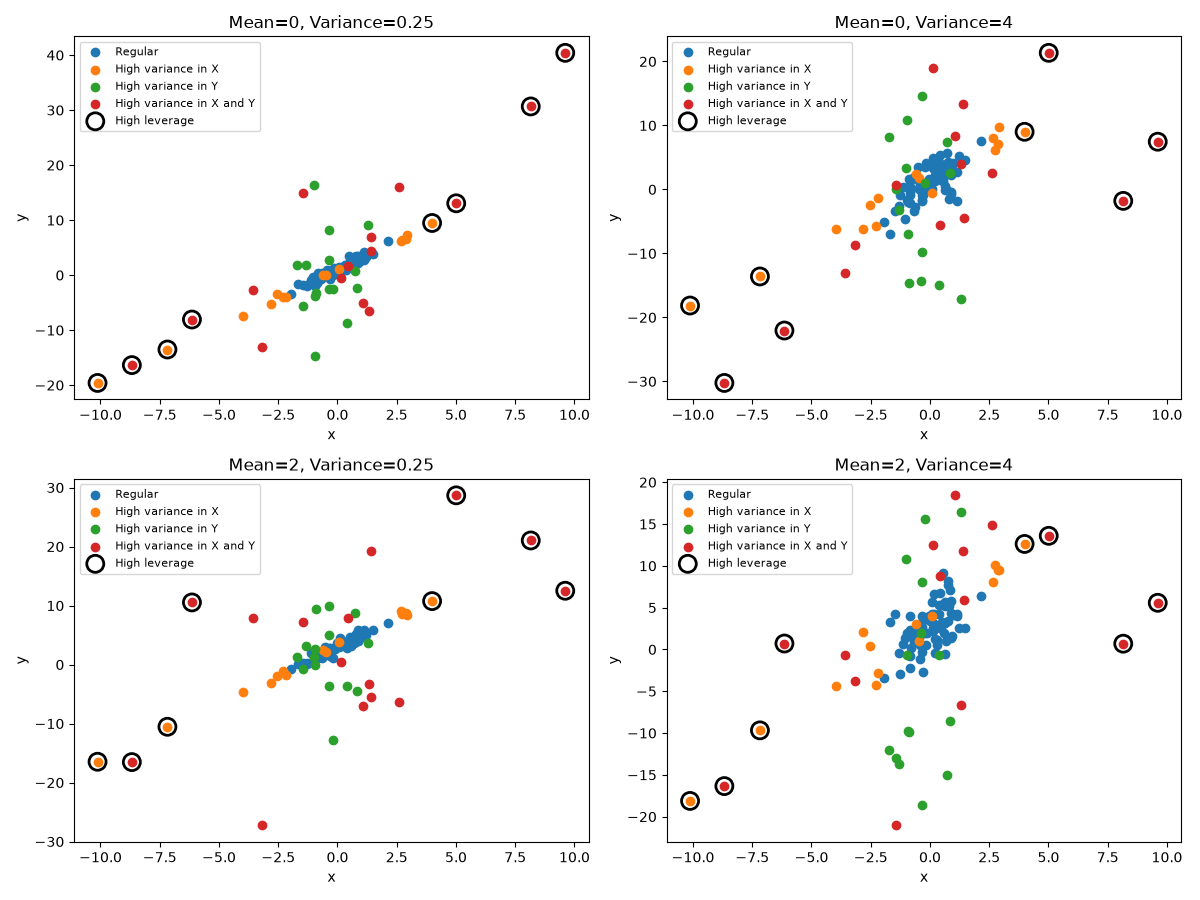 Mean=0, Variance=0.25
Regular
High variance in X
High variance in Y
High variance in X and Y
High leverage
40
30
20
10
0
−10
−20
y
−10.0 −7.5 −5.0 −2.5 0.0 2.5 5.0 7.5 10.0
x
Mean=0, Variance=4
Regular
High variance in X
High variance in Y
High variance in X and Y
High leverage
20
10
0
−10
−20
−30
y
−10.0 −7.5 −5.0 −2.5 0.0 2.5 5.0 7.5 10.0
x
Mean=2, Variance=0.25
Regular
High variance in X
High variance in Y
High variance in X and Y
High leverage
30
20
10
0
−10
−20
−30
y
−10.0 −7.5 −5.0 −2.5 0.0 2.5 5.0 7.5 10.0
x
Mean=2, Variance=4
Regular
High variance in X
High variance in Y
High variance in X and Y
High leverage
20
15
10
5
0
−5
−10
−15
−20
y
−10.0 −7.5 −5.0 −2.5 0.0 2.5 5.0 7.5 10.0
x